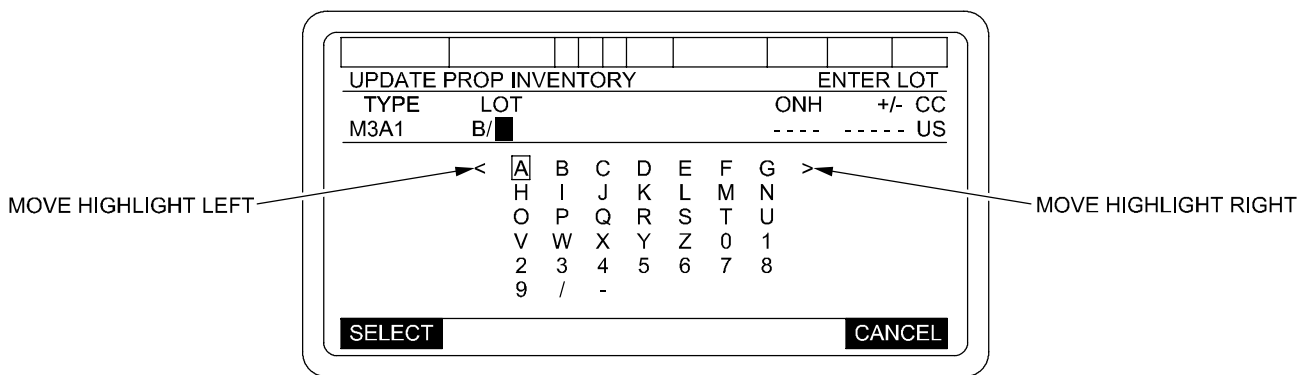 UPDATE PROP INVENTORY ENTER LOT
TYPE LOT ONH +/- CC
M3A1 B/ ---- ----- US
< A B C D E F G >
H I J K L M N
MOVE HIGHLIGHT LEFT
MOVE HIGHLIGHT RIGHT
O P Q R S T U
V W X Y Z 0 1
2 3 4 5 6 7 8
9 / -
SELECT CANCEL